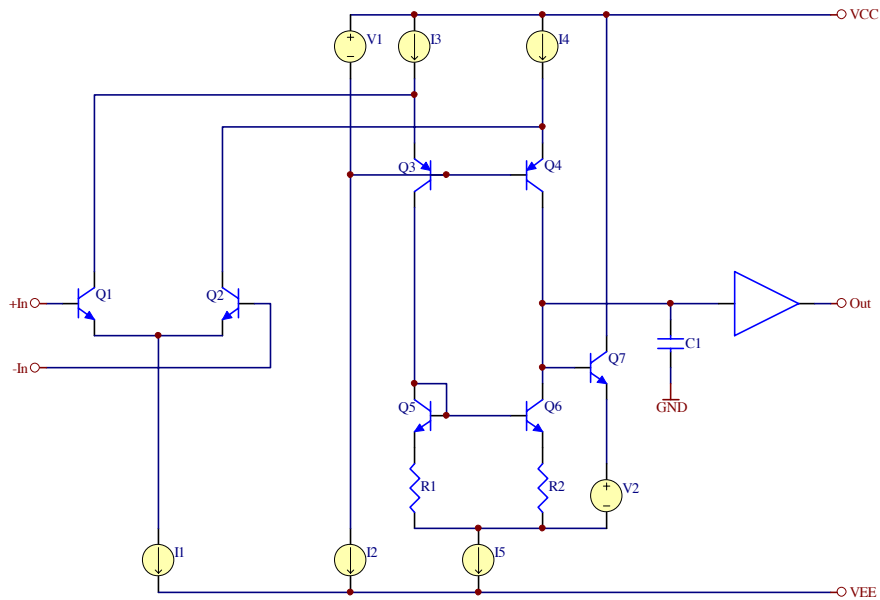 VCC
V1
I3
I4
Q3
Q4
+In
Q1
Q2
Out
C1
-In
Q7
GND
Q5
Q6
R1
R2
V2
I1
I2
I5
VEE